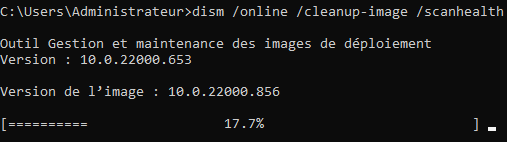 C:\Users\Administrateur>dism /online /cleanup-image /scanhealth
Outil Gestion et maintenance des images de déploiement
Version : 10.0.22000.653
Version de l’image : 10.0.22000.856
[==========                 17.7%                          ]